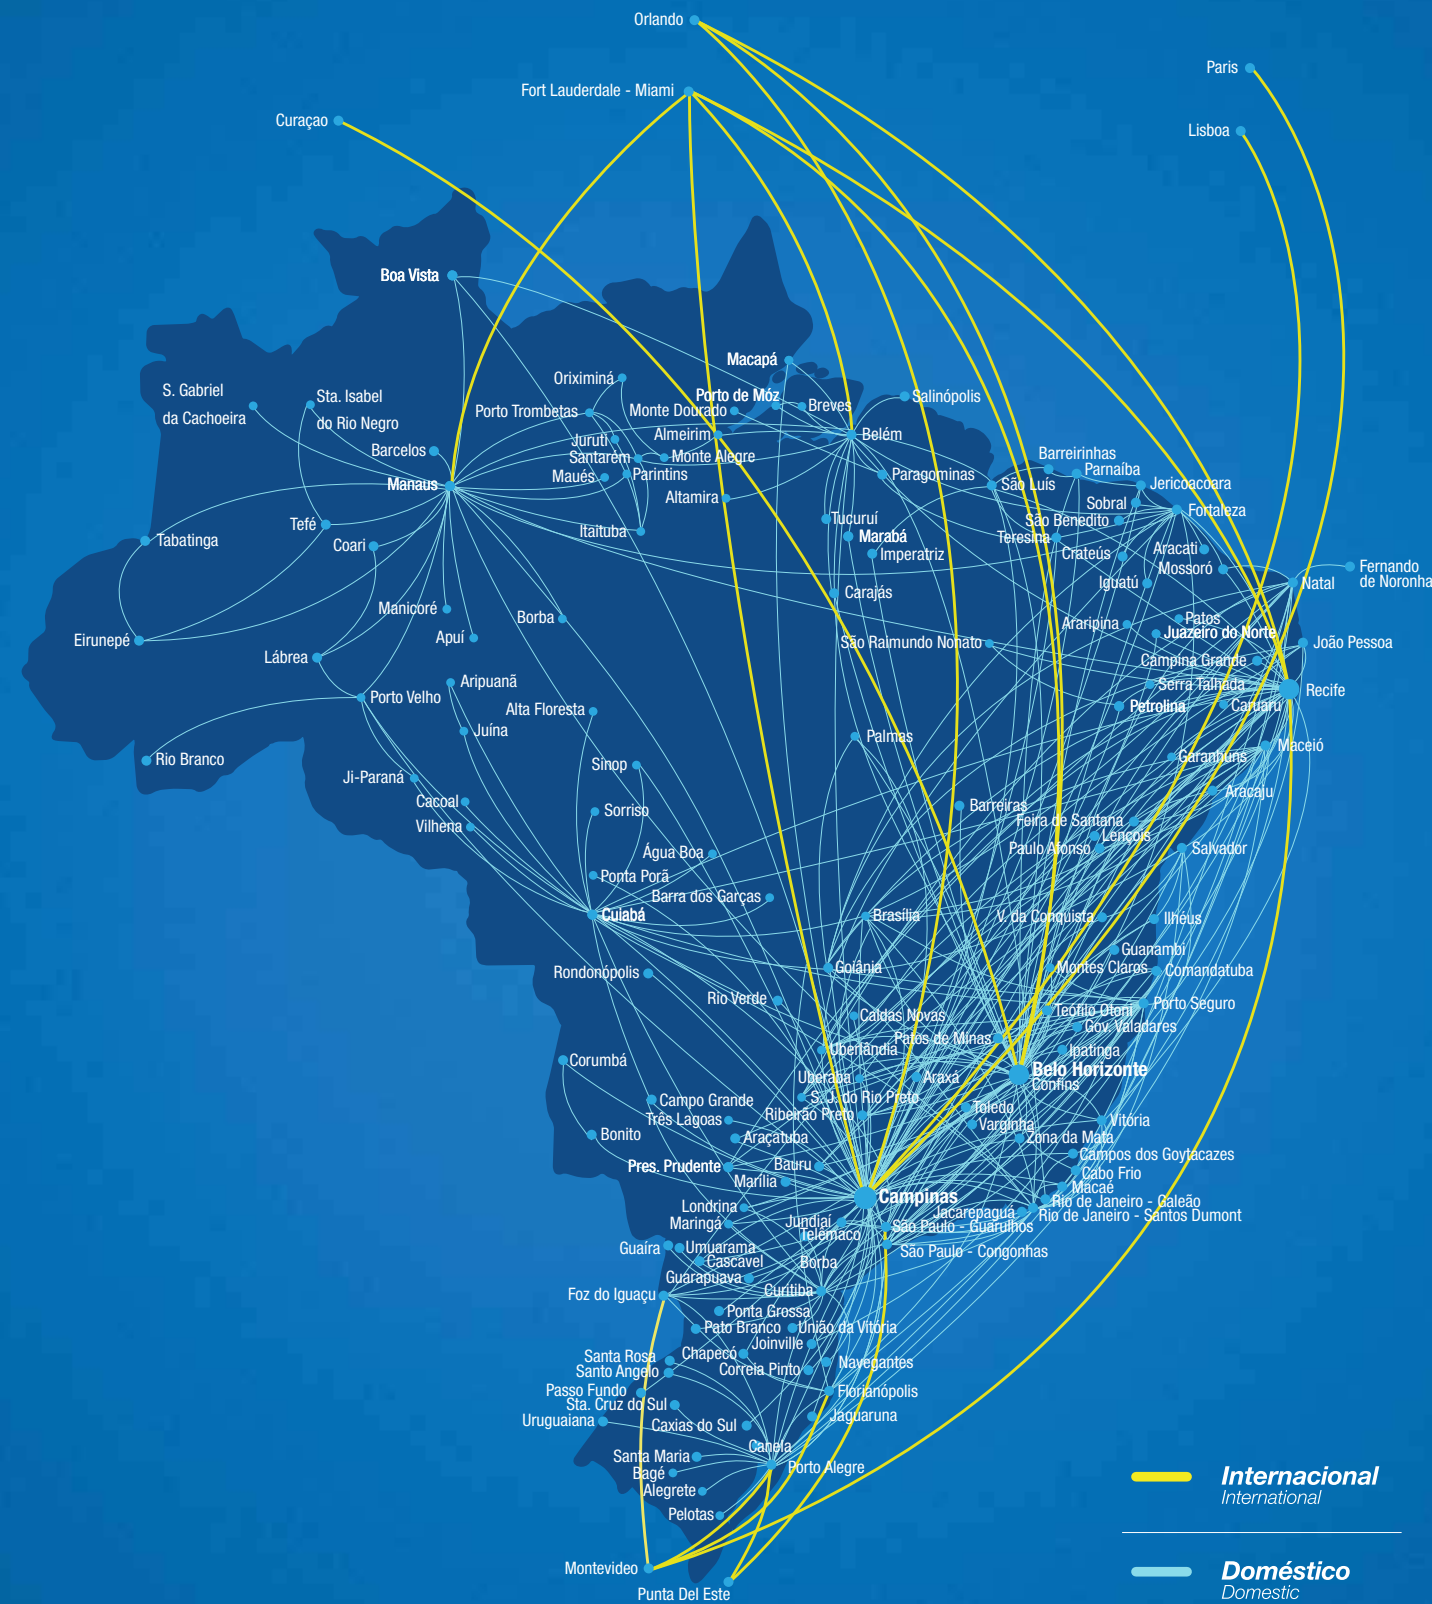 Orlando
Paris
Fort Lauderdale - Miami
Curaçao
Lisboa
Boa Vista
Macapá
Oriximiná
S. Gabriel
da Cachoeira
Sta. Isabel
do Rio Negro
Porto de Móz
Salinópolis
Porto Trombetas
Monte Dourado
Breves
Juruti
Almeirim
Belém
Barcelos
Santarém
Monte Alegre
Barreirinhas
Maués
Parintins
Parnaíba
Manaus
Paragominas
São Luís
Jericoacoara
Altamira
Sobral
Fortaleza
Tefé
Tucuruí
São Benedito
Itaituba
Marabá
Teresina
Tabatinga
Coari
Imperatriz
Crateús
Aracati
Mossoró
Fernando
de Noronha
Iguatú
Natal
Carajás
Manicoré
Borba
Patos
Araripina
Juazeiro do Norte
Eirunepé
Apuí
São Raimundo Nonato
João Pessoa
Lábrea
Campina Grande
Aripuanã
Serra Talhada
Recife
Porto Velho
Alta Floresta
Petrolina
Caruaru
Juína
Palmas
Maceió
Rio Branco
Sinop
Garanhuns
Ji-Paraná
Aracaju
Cacoal
Sorriso
Barreiras
Vilhena
Feira de Santana
Lençois
Água Boa
Paulo Afonso
Salvador
Ponta Porã
Barra dos Garças
Cuiabá
Brasília
V. da Conquista
Ilhéus
Guanambi
Rondonópolis
Goiânia
Montes Claros
Comandatuba
Rio Verde
Porto Seguro
Caldas Novas
Teófilo Otoni
Gov. Valadares
Patos de Minas
Uberlândia
Ipatinga
Corumbá
Belo Horizonte
Confins
Uberaba
Araxá
Campo Grande
S. J. do Rio Preto
Três Lagoas
Ribeirão Preto
Toledo
Varginha
Vitória
Bonito
Araçatuba
Zona da Mata
Campos dos Goytacazes
Pres. Prudente
Bauru
Cabo Frio
Marília
Macaé
Campinas
Rio de Janeiro - Galeão
Londrina
Jacarepaguá
Rio de Janeiro - Santos Dumont
Maringá
Jundiaí
São Paulo - Guarulhos
Telêmaco
Borba
Guaíra
Umuarama
São Paulo - Congonhas
Cascavel
Guarapuava
Foz do Iguaçu
Curitiba
Ponta Grossa
Pato Branco
União da Vitória
Joinville
Santa Rosa
Chapecó
Navegantes
Santo Angelo
Correia Pinto
Passo Fundo
Florianópolis
Sta. Cruz do Sul
Uruguaiana
Caxias do Sul
Jaguaruna
Canela
Santa Maria
Porto Alegre
Bagé
Alegrete
Pelotas
Montevideo
Punta Del Este
Internacional
International
Doméstico
Domestic